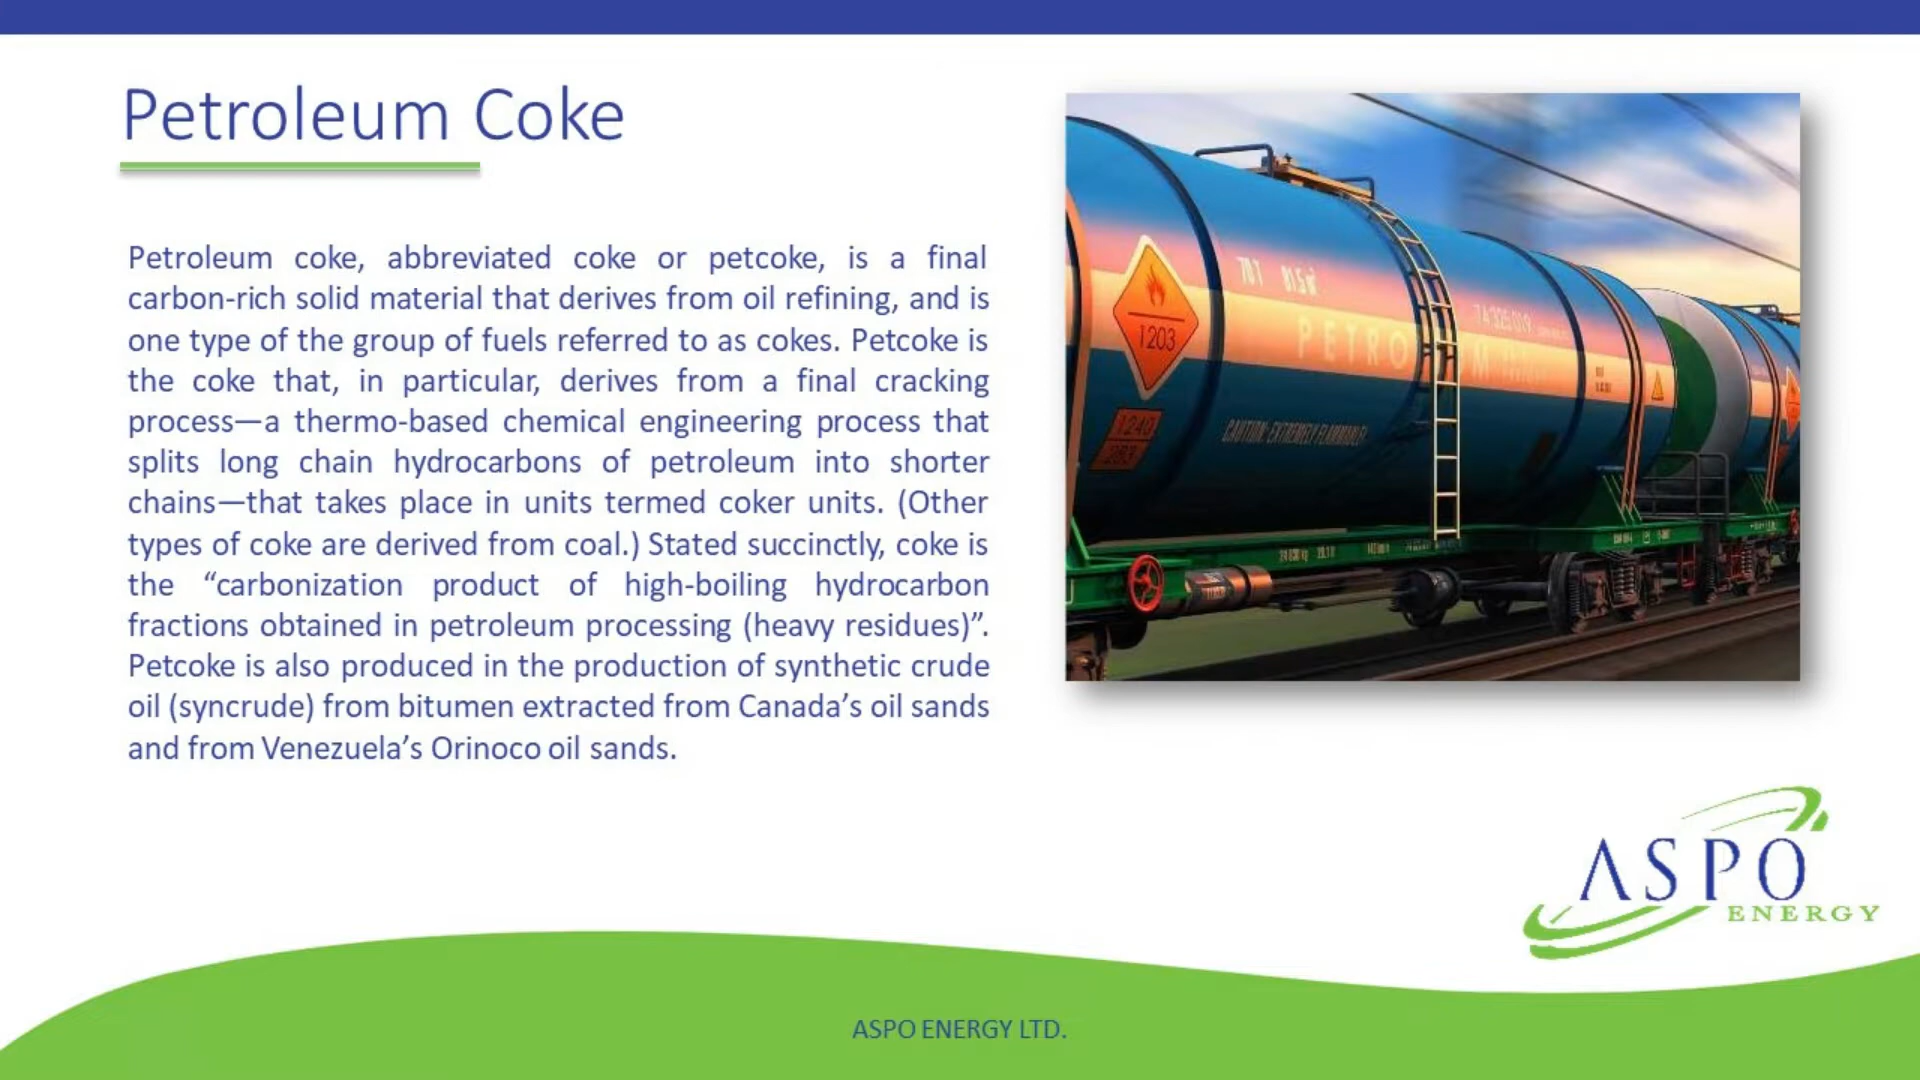 Petroleum Coke
Petroleum coke, abbreviated coke or petcoke, is a final
carbon-rich solid material that derives from oil refining, and is
one type of the group of fuels referred to as cokes. Petcoke is
the coke that, in particular, derives from a final cracking
process—a thermo-based chemical engineering process that
splits long chain hydrocarbons of petroleum into shorter
chains—that takes place in units termed coker units. (Other
types of coke are derived from coal.) Stated succinctly, coke is
the “carbonization product of high-boiling hydrocarbon
fractions obtained in petroleum processing (heavy residues)”.
Petcoke is also produced in the production of synthetic crude
oil (syncrude) from bitumen extracted from Canada’s oil sands
and from Venezuela’s Orinoco oil sands.
1203
CAUTION: EXTREMELY FLAMMABLE!
ASPO
ENERGY
ASPO ENERGY LTD.